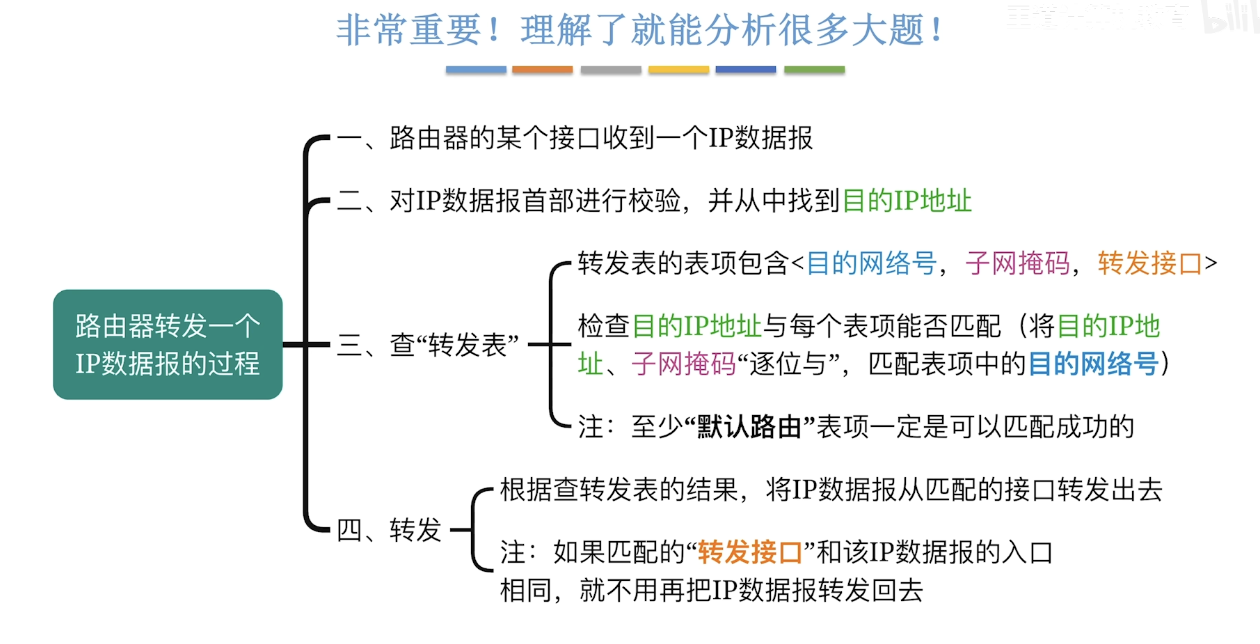 非常重要！理解了就能分析很多大题！
一、路由器的某个接口收到一个IP数据报
二、对IP数据报首部进行校验，并从中找到目的IP地址
路由器转发一个
IP数据报的过程
三、查“转发表”
转发表的表项包含<目的网络号，子网掩码，转发接口>
检查目的IP地址与每个表项能否匹配（将目的IP地
址、子网掩码“逐位与”，匹配表项中的目的网络号）
注：至少“默认路由”表项一定是可以匹配成功的
四、转发
根据查转发表的结果，将IP数据报从匹配的接口转发出去
注：如果匹配的“转发接口”和该IP数据报的入口
相同，就不用再把IP数据报转发回去